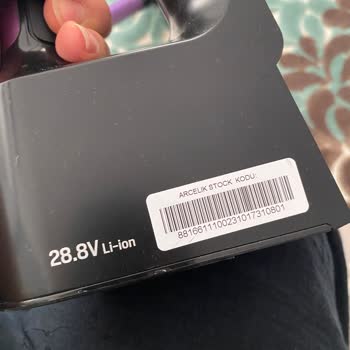 ARCELIK STOCK KODU:
8816611100231017310801
28.8V Li-ion